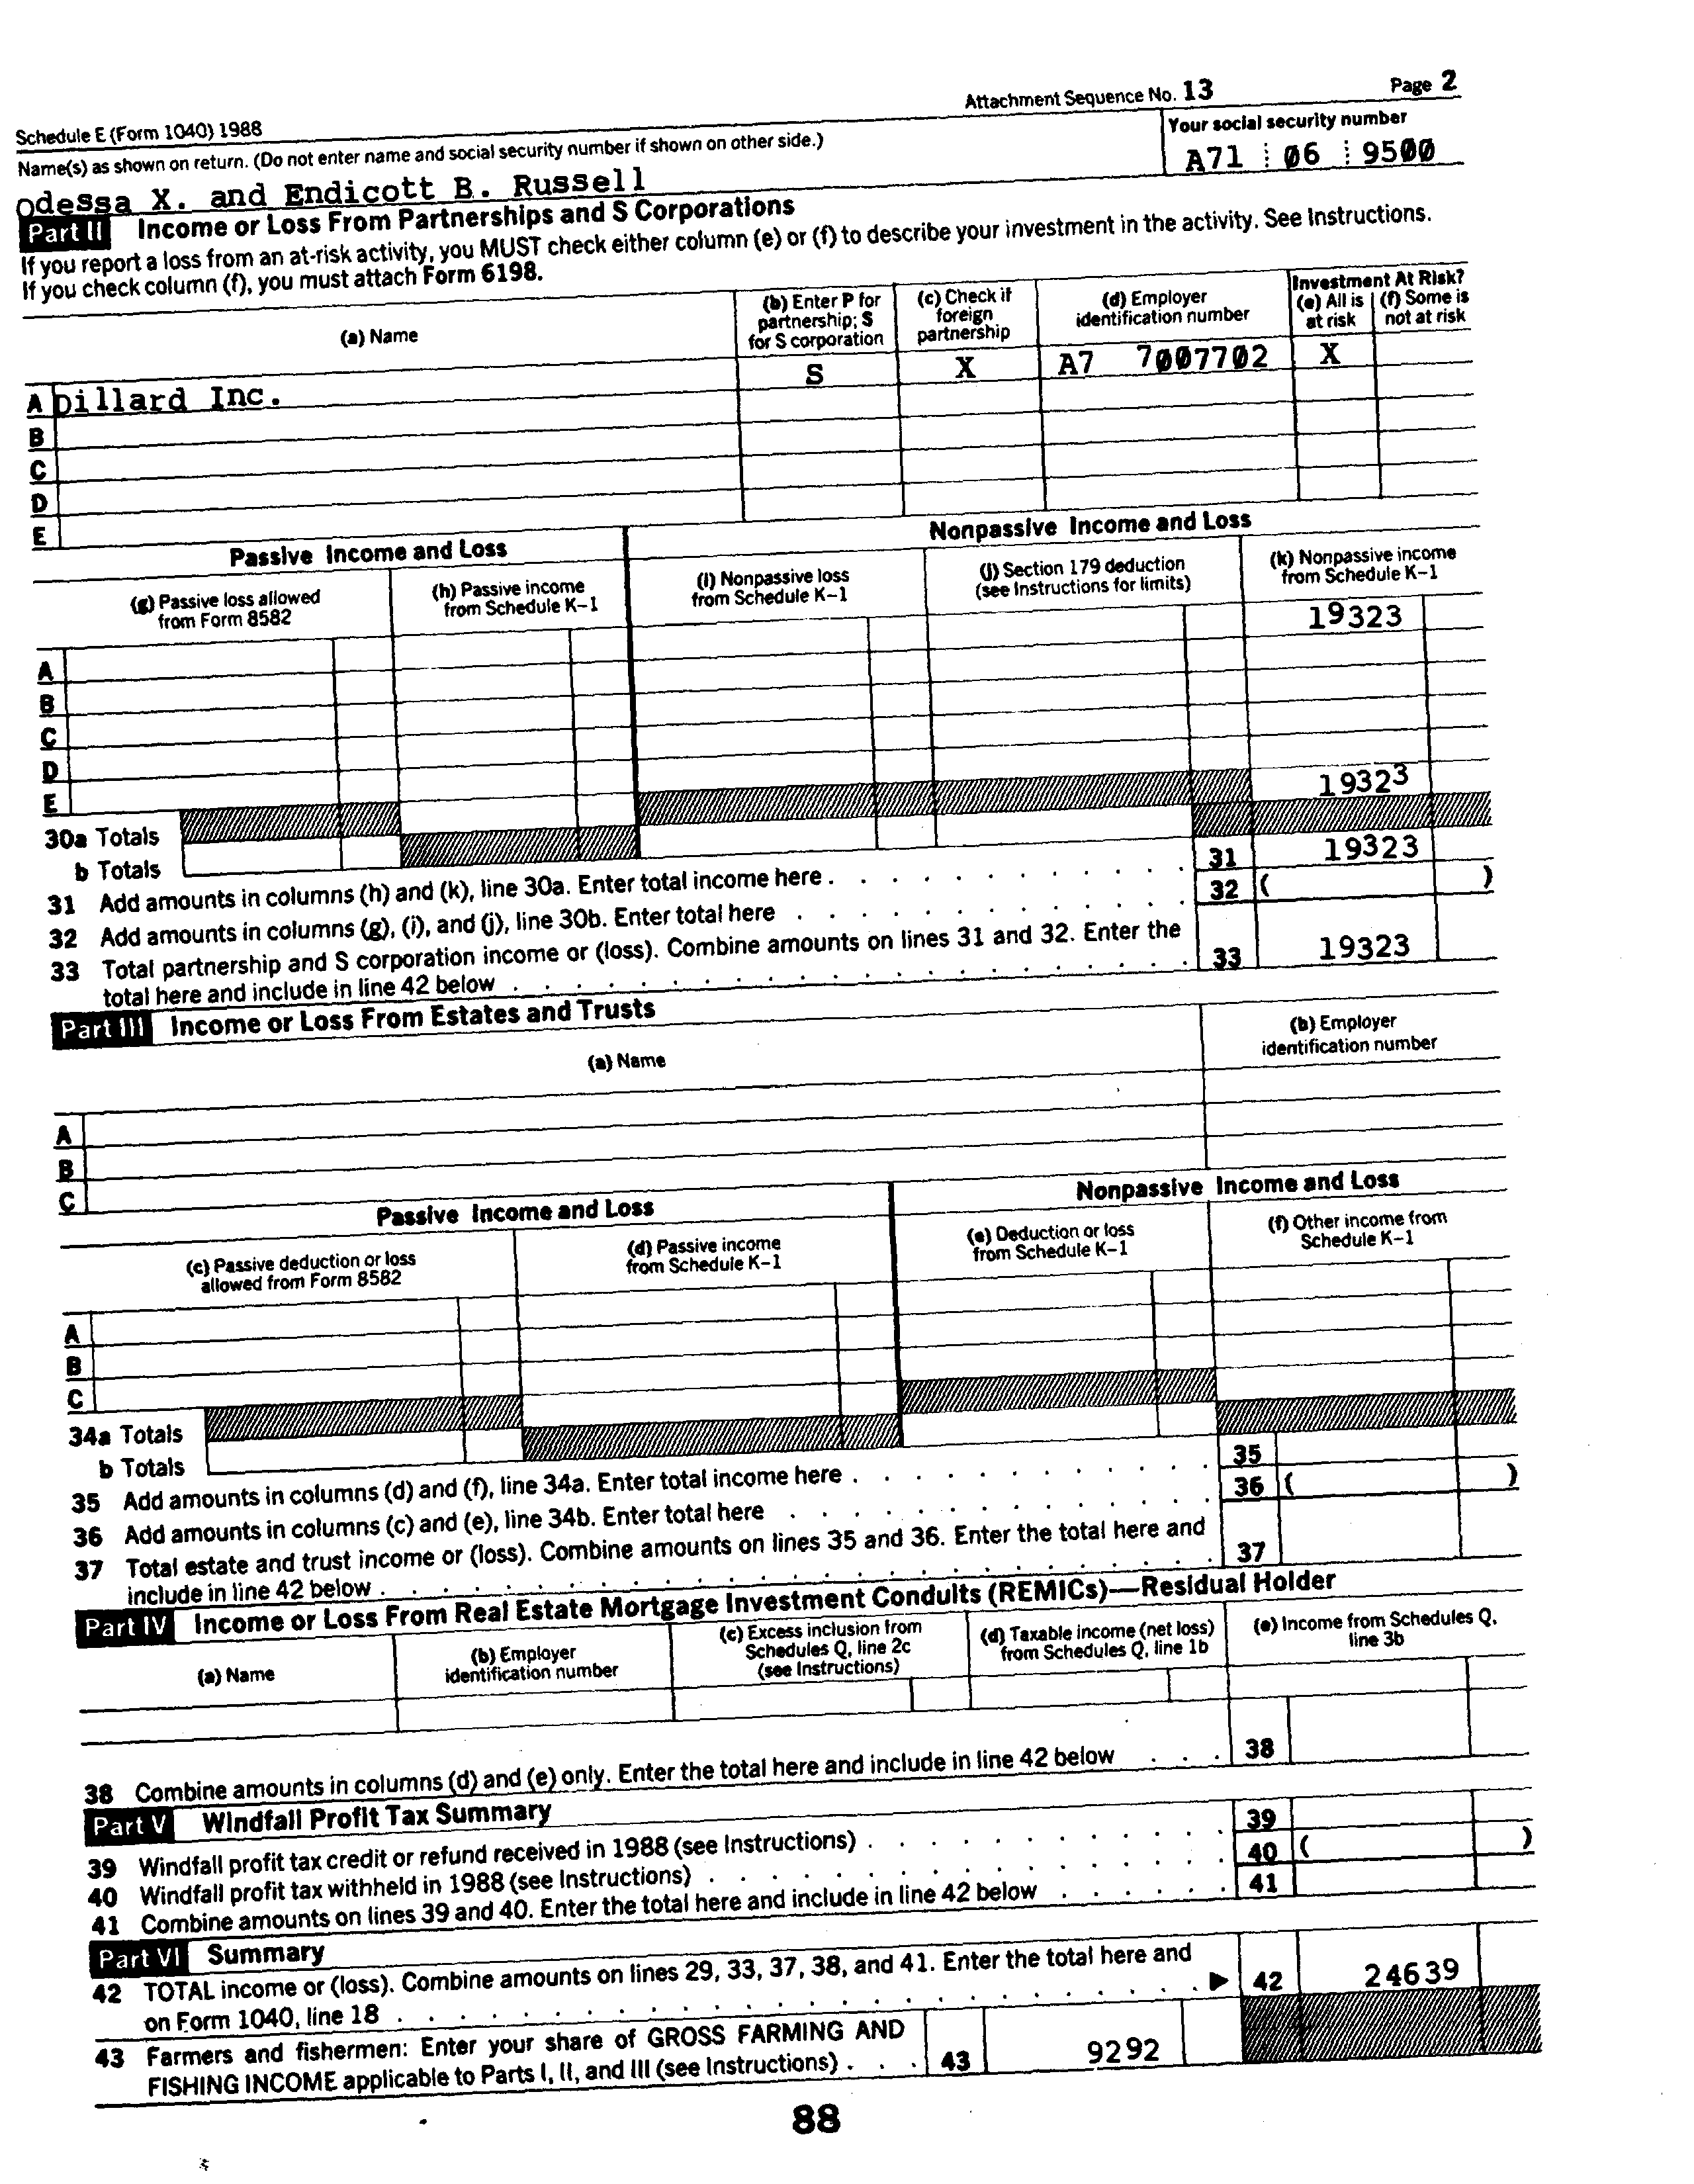 Attachment Sequence No. 13 Page 2
Schedule E (Form 1040) 1988
Name(s) as shown on return. (Do not enter name and social security number if shown on other side.)
Your social security number
Odessa X. and Endicott B. Russell
A71 06 9500
Part II Income or Loss From Partnerships and S Corporations
If you report a loss from an at-risk activity, you MUST check either column (e) or (f) to describe your investment in the activity. See Instructions.
If you check column (f), you must attach Form 6198.
(a) Name
(b) Enter P for partnership; S for S corporation
(c) Check if foreign partnership
(d) Employer identification number
Investment At Risk?
(e) All is at risk
(f) Some is not at risk
A Dillard Inc. S X A7 7007702 X
B
C
D
E
Passive Income and Loss
Nonpassive Income and Loss
(g) Passive loss allowed from Form 8582
(h) Passive income from Schedule K–1
(i) Nonpassive loss from Schedule K–1
(j) Section 179 deduction (see Instructions for limits)
(k) Nonpassive income from Schedule K–1
A 19323
B
C
D
E
30a Totals 19323
b Totals
31 Add amounts in columns (h) and (k), line 30a. Enter total income here . 31 19323
32 Add amounts in columns (g), (i), and (j), line 30b. Enter total here 32 ( )
33 Total partnership and S corporation income or (loss). Combine amounts on lines 31 and 32. Enter the
total here and include in line 42 below 33 19323
Part III Income or Loss From Estates and Trusts
(a) Name
(b) Employer identification number
A
B
C
Passive Income and Loss
Nonpassive Income and Loss
(c) Passive deduction or loss allowed from Form 8582
(d) Passive income from Schedule K–1
(e) Deduction or loss from Schedule K–1
(f) Other income from Schedule K–1
A
B
C
34a Totals
b Totals
35 Add amounts in columns (d) and (f), line 34a. Enter total income here . 35
36 Add amounts in columns (c) and (e), line 34b. Enter total here 36 ( )
37 Total estate and trust income or (loss). Combine amounts on lines 35 and 36. Enter the total here and
include in line 42 below . 37
Part IV Income or Loss From Real Estate Mortgage Investment Conduits (REMICs)—Residual Holder
(a) Name
(b) Employer identification number
(c) Excess inclusion from Schedules Q, line 2c (see Instructions)
(d) Taxable income (net loss) from Schedules Q, line 1b
(e) Income from Schedules Q, line 3b
38 Combine amounts in columns (d) and (e) only. Enter the total here and include in line 42 below 38
Part V Windfall Profit Tax Summary
39 Windfall profit tax credit or refund received in 1988 (see Instructions) . 39
40 Windfall profit tax withheld in 1988 (see Instructions) 40 ( )
41 Combine amounts on lines 39 and 40. Enter the total here and include in line 42 below 41
Part VI Summary
42 TOTAL income or (loss). Combine amounts on lines 29, 33, 37, 38, and 41. Enter the total here and
on Form 1040, line 18 . ▶ 42 24639
43 Farmers and fishermen: Enter your share of GROSS FARMING AND
FISHING INCOME applicable to Parts I, II, and III (see Instructions) . 43 9292
88